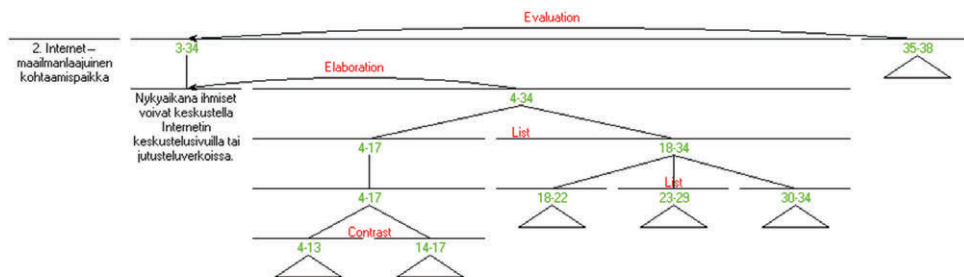 Evaluation
2. Internet –
maailmanlaajuinen
kohtaamispaikka
3-34
35-38
Elaboration
Nykyaikana ihmiset
voivat keskustella
Internetin
keskustelusivuilla tai
jutusteluverkoissa.
4-34
List
4-17
18-34
List
4-17
18-22
23-29
30-34
Contrast
4-13
14-17